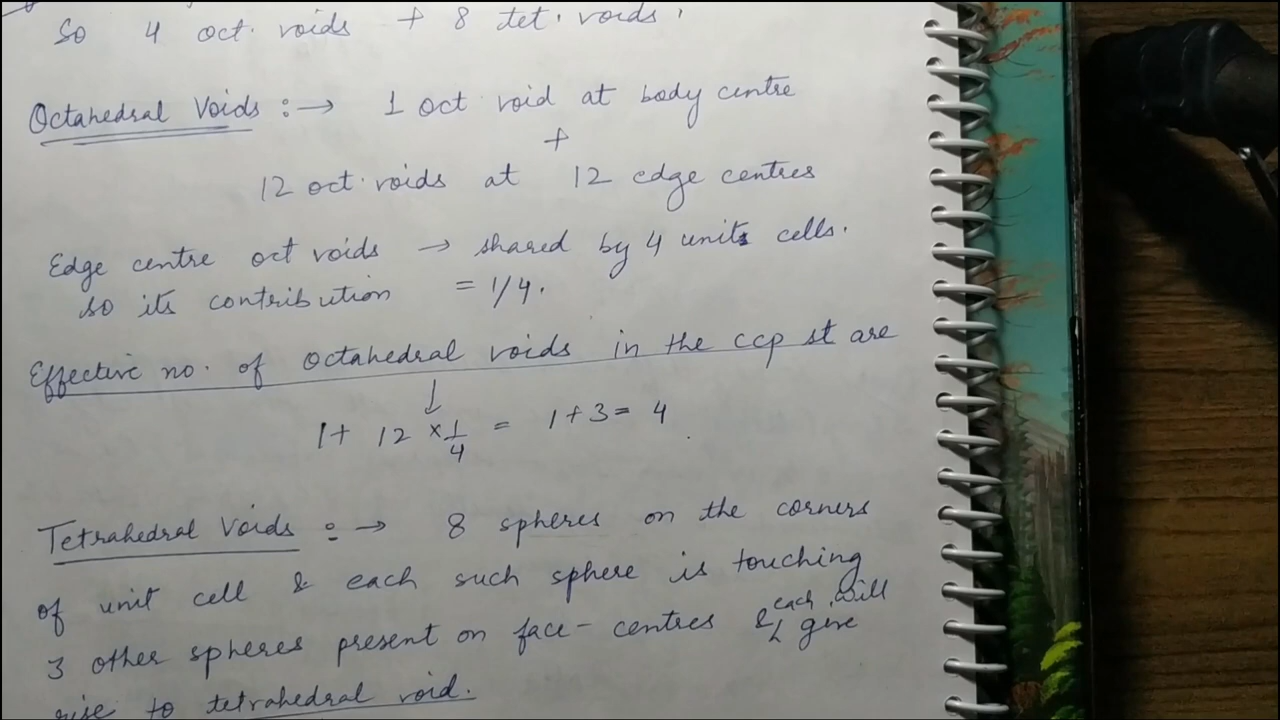 So 4 oct. voids + 8 tet. voids.
Octahedral Voids :→ 1 oct void at body centre
+
12 oct. voids at 12 edge centres
Edge centre oct voids → shared by 4 units cells.
so its contribution = 1/4.
Effective no. of octahedral voids in the ccp st are
↓
1 + 12 × 1/4 = 1 + 3 = 4
Tetrahedral Voids :→ 8 spheres on the corners
of unit cell & each such sphere is touching
3 other spheres present on face-centres & each will give
rise to tetrahedral void.